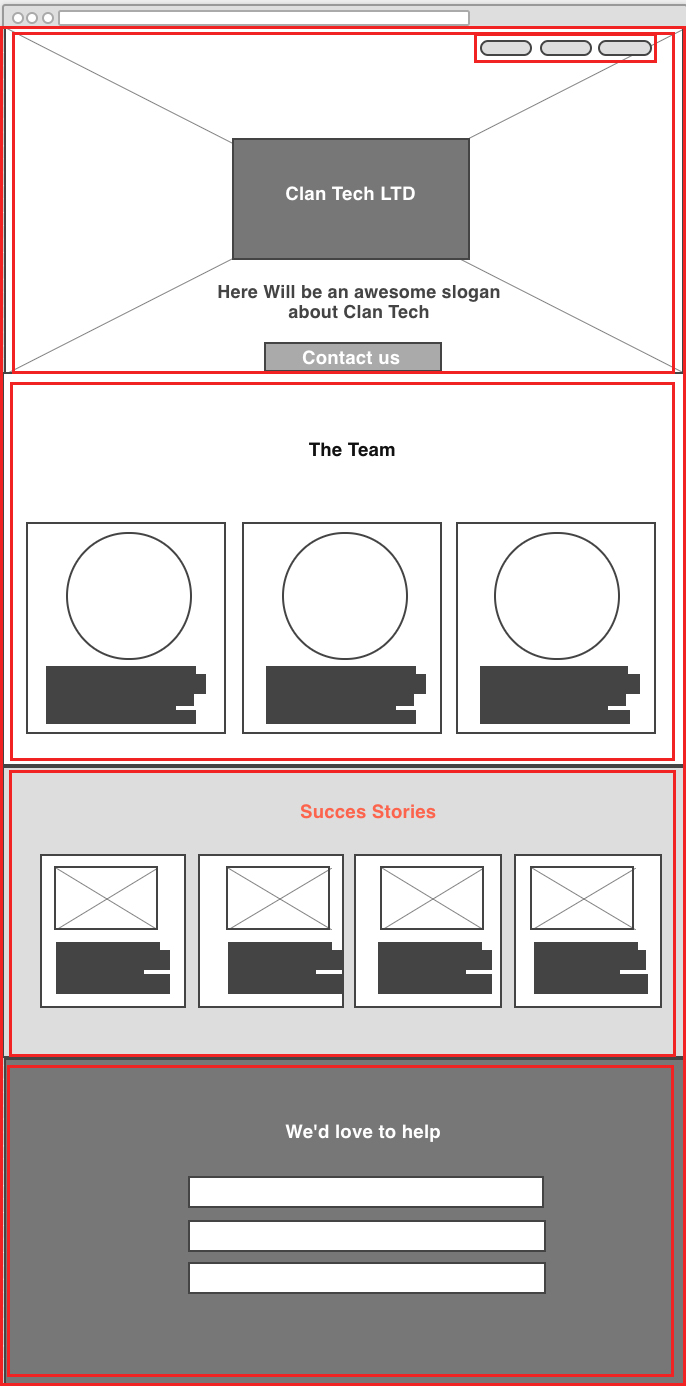 Clan Tech LTD
Here Will be an awesome slogan
about Clan Tech
Contact us
The Team
Succes Stories
We'd love to help